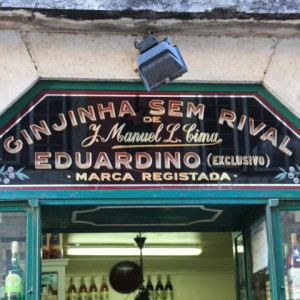 GINJINHA SEM RIVAL
DE
J. Manuel L. Cima
EDUARDINO (EXCLUSIVO)
· MARCA REGISTADA ·